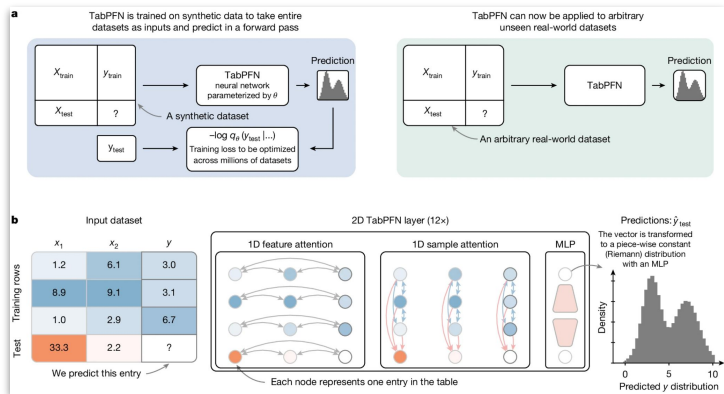 a
TabPFN is trained on synthetic data to take entire
datasets as inputs and predict in a forward pass
X_train
y_train
X_test
?
A synthetic dataset
TabPFN
neural network
parameterized by θ
Prediction
y_test
–log qθ (y_test |...)
Training loss to be optimized
across millions of datasets
TabPFN can now be applied to arbitrary
unseen real-world datasets
X_train
y_train
X_test
?
TabPFN
Prediction
An arbitrary real-world dataset
b
Input dataset
x1
x2
y
Training rows
1.2
6.1
3.0
8.9
9.1
3.1
1.0
2.9
6.7
Test
33.3
2.2
?
We predict this entry
2D TabPFN layer (12×)
1D feature attention
1D sample attention
MLP
Each node represents one entry in the table
Predictions: ŷ_test
The vector is transformed
to a piece-wise constant
(Riemann) distribution
with an MLP
Density
0
5
10
Predicted y distribution